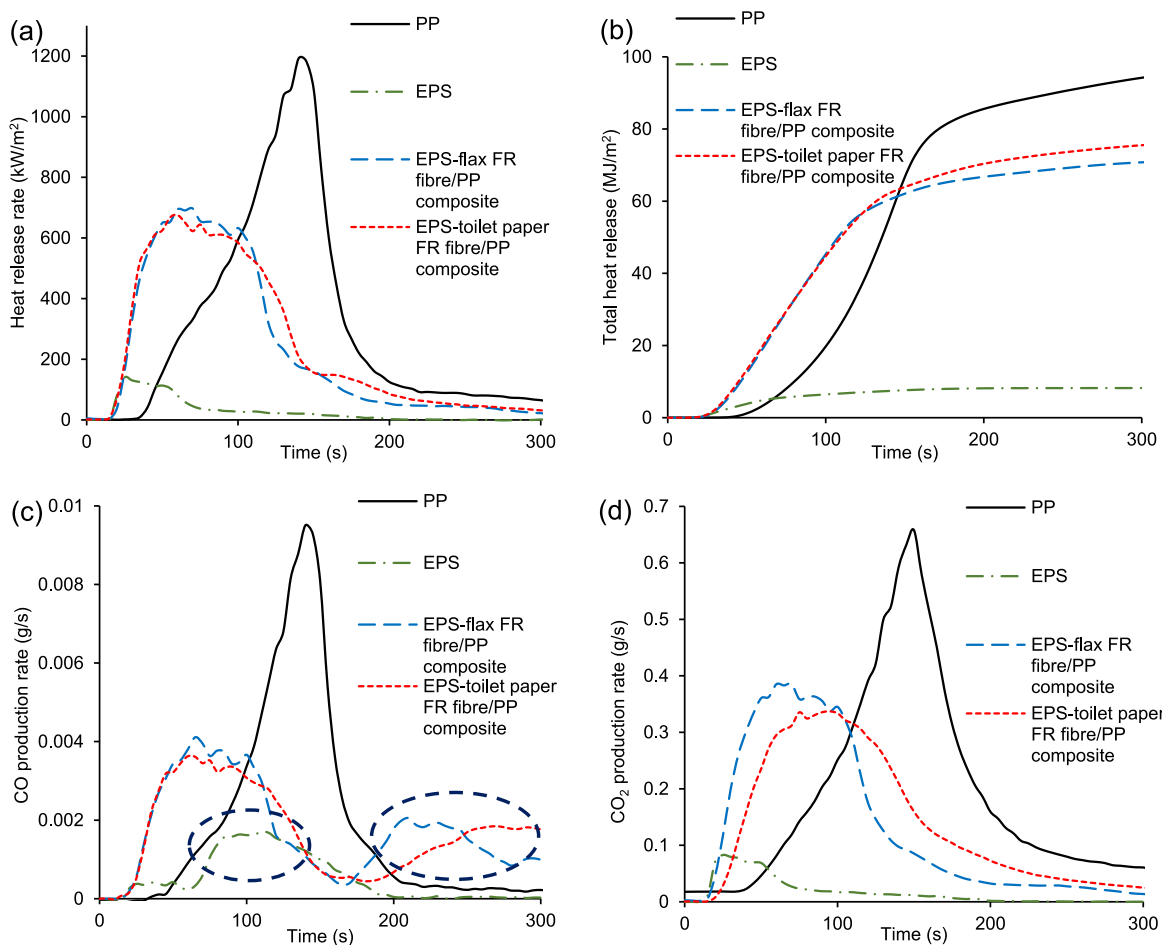 (a)
Heat release rate (kW/m²)
1200
1000
800
600
400
200
0
0
100
200
300
Time (s)
PP
EPS
EPS-flax FR
fibre/PP
composite
EPS-toilet paper
FR fibre/PP
composite
(b)
Total heat release (MJ/m²)
100
80
60
40
20
0
0
100
200
300
Time (s)
PP
EPS
EPS-flax FR
fibre/PP composite
EPS-toilet paper FR
fibre/PP composite
(c)
CO production rate (g/s)
0.01
0.008
0.006
0.004
0.002
0
0
100
200
300
Time (s)
PP
EPS
EPS-flax FR
fibre/PP
composite
EPS-toilet paper
FR fibre/PP
composite
(d)
CO₂ production rate (g/s)
0.7
0.6
0.5
0.4
0.3
0.2
0.1
0
0
100
200
300
Time (s)
PP
EPS
EPS-flax FR
fibre/PP
composite
EPS-toilet paper
FR fibre/PP
composite